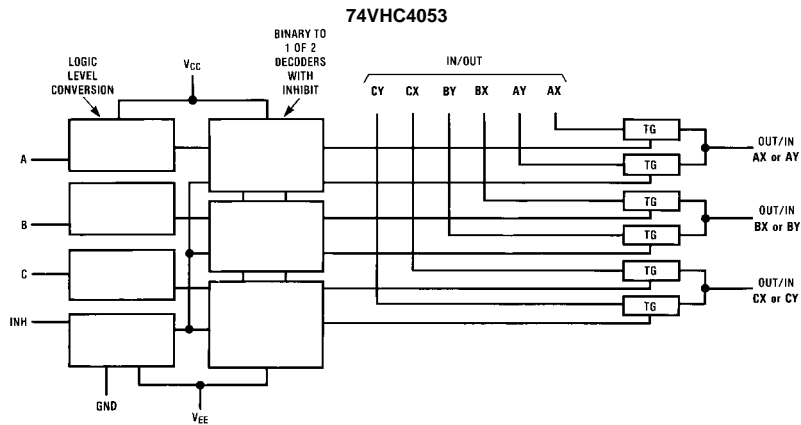 74VHC4053
LOGIC
LEVEL
CONVERSION
VCC
BINARY TO
1 OF 2
DECODERS
WITH
INHIBIT
IN/OUT
CY CX BY BX AY AX
TG
A
OUT/IN
AX or AY
TG
TG
B
OUT/IN
BX or BY
TG
TG
C
OUT/IN
CX or CY
TG
INH
GND
VEE